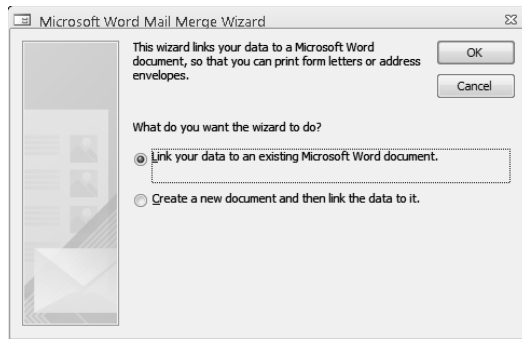 Microsoft Word Mail Merge Wizard
This wizard links your data to a Microsoft Word
document, so that you can print form letters or address
envelopes.
OK
Cancel
What do you want the wizard to do?
Link your data to an existing Microsoft Word document.
Create a new document and then link the data to it.